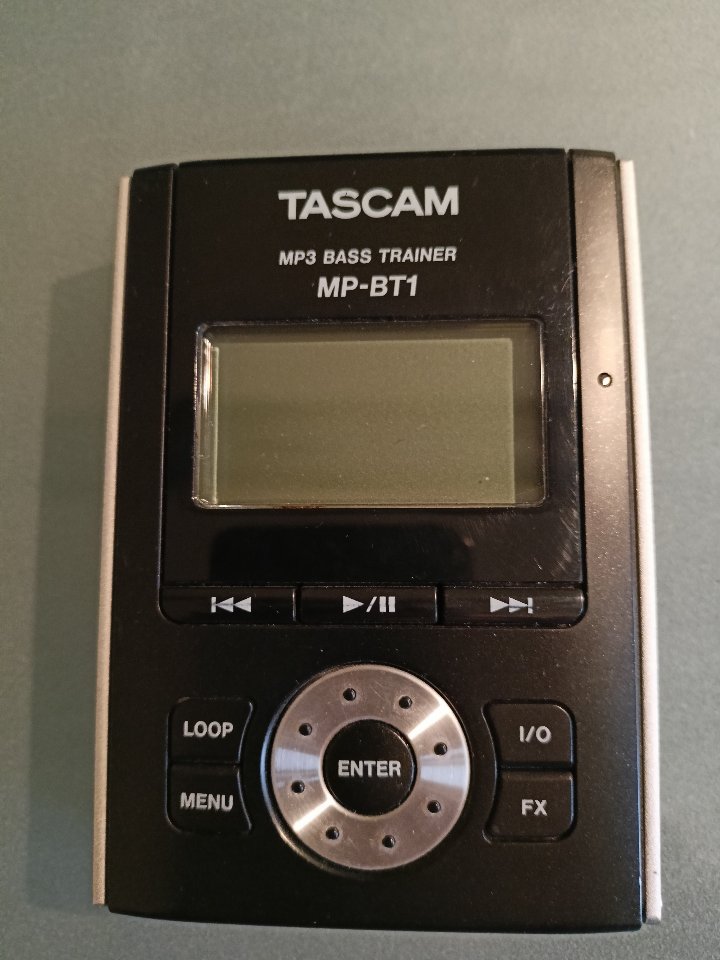 TASCAM
MP3 BASS TRAINER
MP-BT1
LOOP
I/O
ENTER
MENU
FX